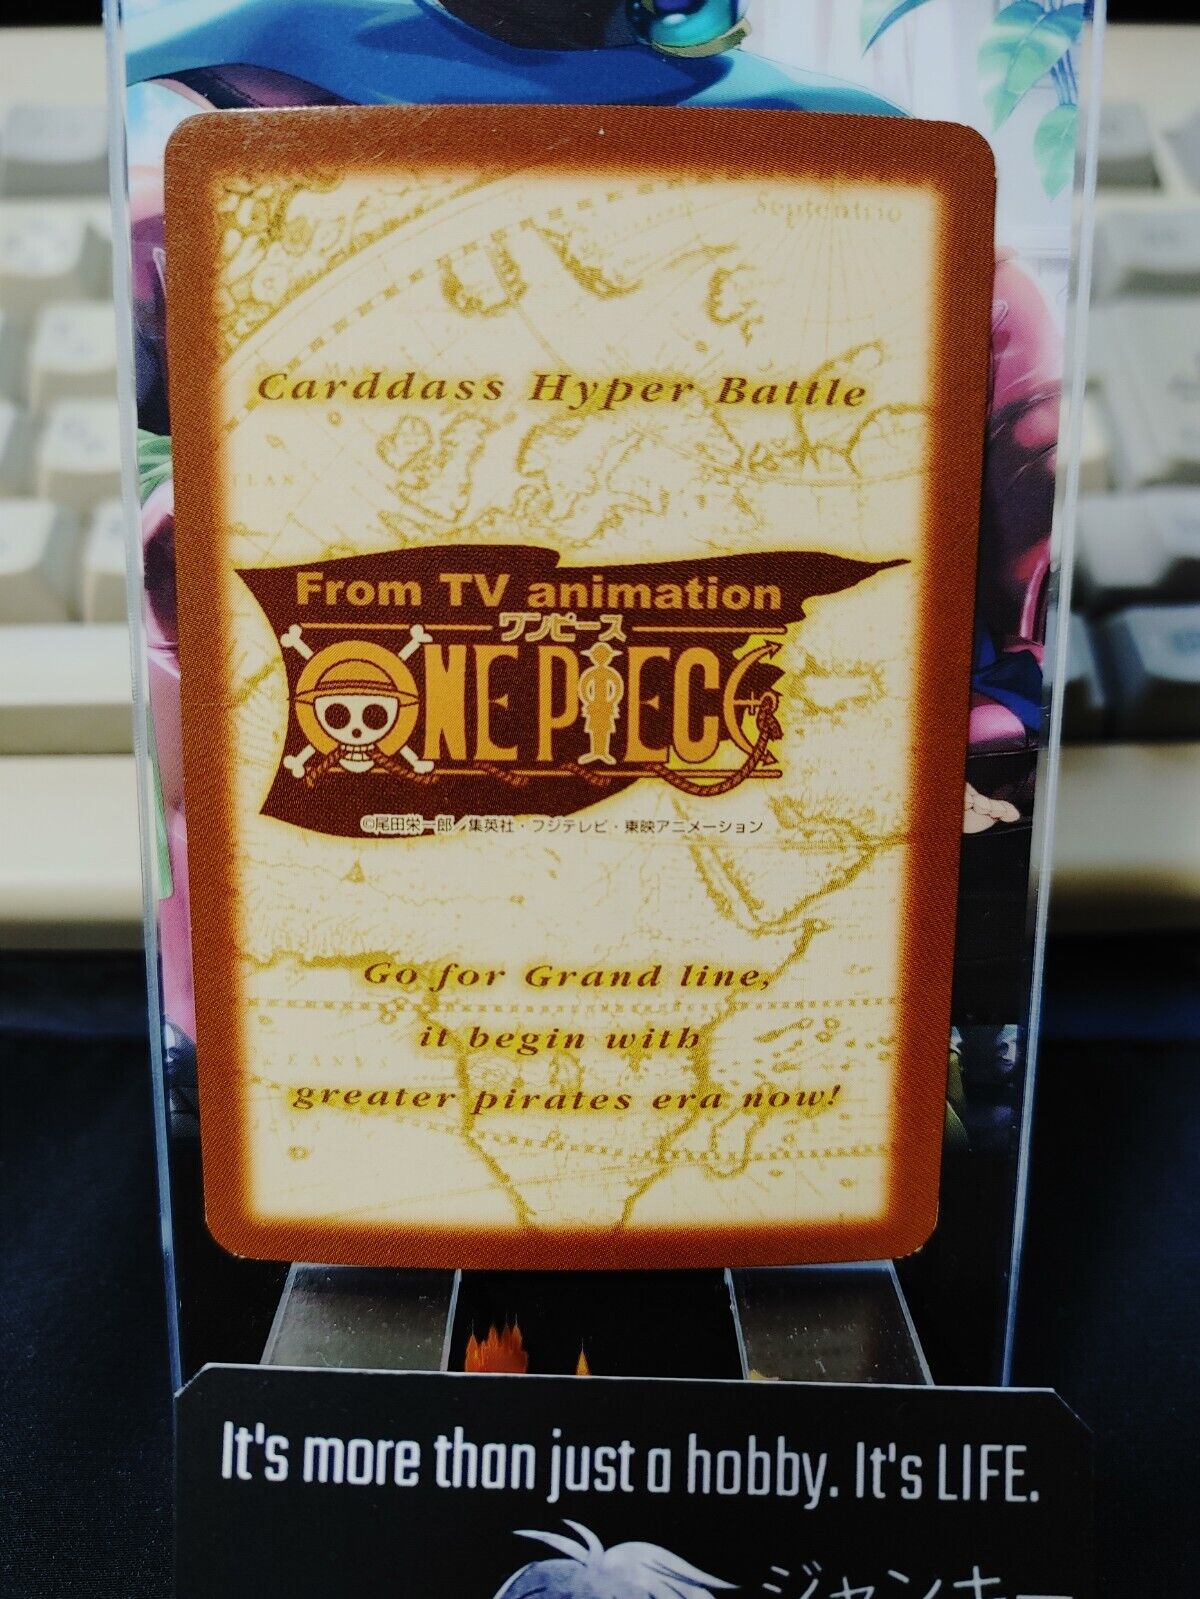 Septentrio
Carddass Hyper Battle
From TV animation
ワンピース
ONE PIECE
©尾田栄一郎／集英社・フジテレビ・東映アニメーション
Go for Grand line,
it begin with
greater pirates era now!
It's more than just a hobby. It's LIFE.
ジャンキー